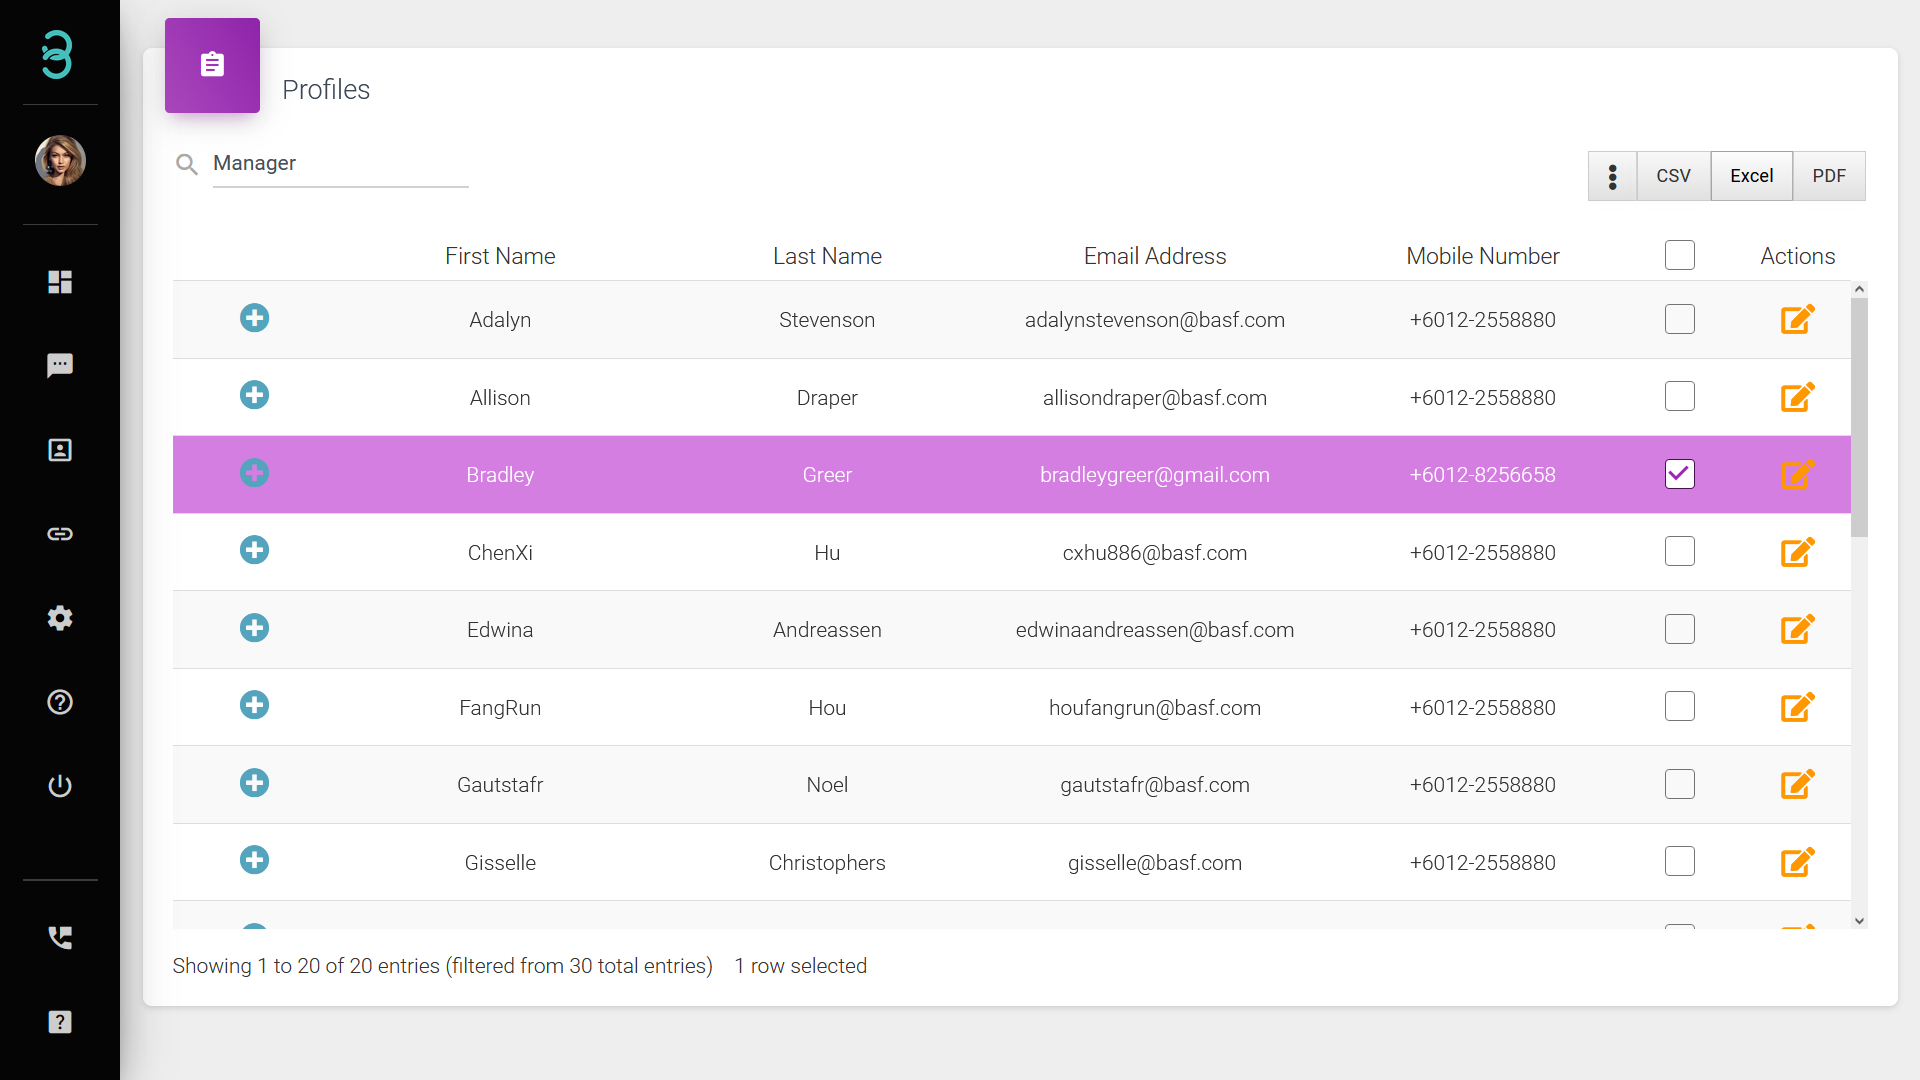 Profiles
Manager
CSV Excel PDF
First Name Last Name Email Address Mobile Number Actions
Adalyn Stevenson adalynstevenson@basf.com +6012-2558880
Allison Draper allisondraper@basf.com +6012-2558880
Bradley Greer bradleygreer@gmail.com +6012-8256658
ChenXi Hu cxhu886@basf.com +6012-2558880
Edwina Andreassen edwinaandreassen@basf.com +6012-2558880
FangRun Hou houfangrun@basf.com +6012-2558880
Gautstafr Noel gautstafr@basf.com +6012-2558880
Gisselle Christophers gisselle@basf.com +6012-2558880
Showing 1 to 20 of 20 entries (filtered from 30 total entries) 1 row selected